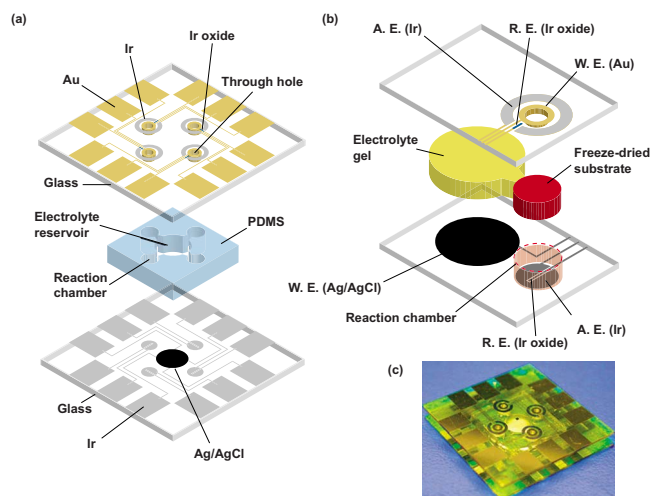 (a)
Ir
Ir oxide
Au
Through hole
Glass
Electrolyte
reservoir
PDMS
Reaction
chamber
Glass
Ir
Ag/AgCl
(b)
R. E. (Ir oxide)
A. E. (Ir)
W. E. (Au)
Electrolyte
gel
Freeze-dried
substrate
W. E. (Ag/AgCl)
Reaction chamber
A. E. (Ir)
R. E. (Ir oxide)
(c)